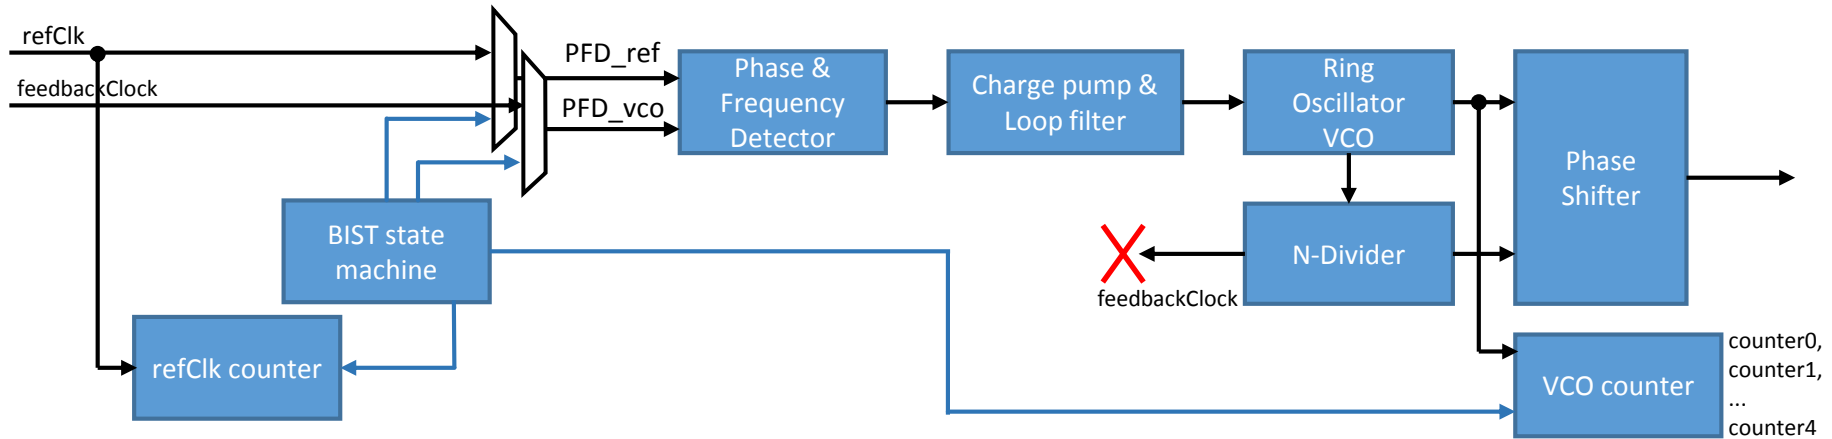 refClk
feedbackClock
PFD_ref
PFD_vco
Phase &
Frequency
Detector
Charge pump &
Loop filter
Ring
Oscillator
VCO
Phase
Shifter
BIST state
machine
N-Divider
feedbackClock
refClk counter
VCO counter
counter0,
counter1,
...
counter4